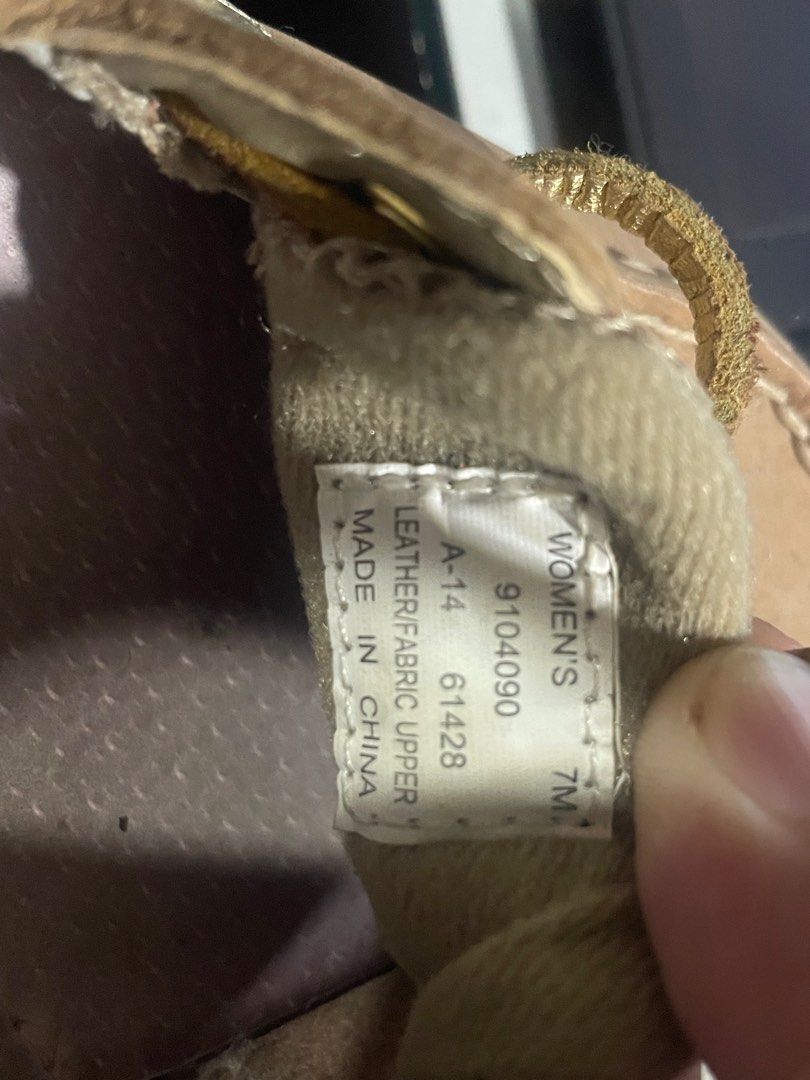 WOMEN'S 7M
9104090
A-14 61428
LEATHER/FABRIC UPPER
MADE IN CHINA